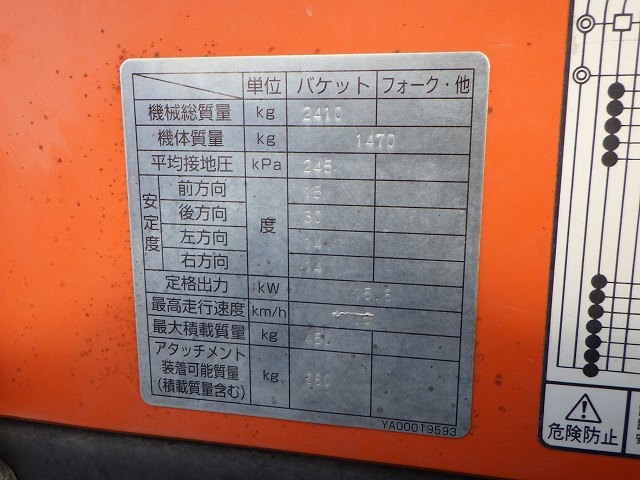 単位 バケット フォーク・他
機械総質量 kg 2410
機体質量 kg 1470
平均接地圧 kPa 245
安定度 前方向 度 15
後方向 30
左方向 14
右方向 14
定格出力 kW 15.5
最高走行速度 km/h 15
最大積載質量 kg
アタッチメント
装着可能質量 kg
(積載質量含む)
YA00019593
危険防止